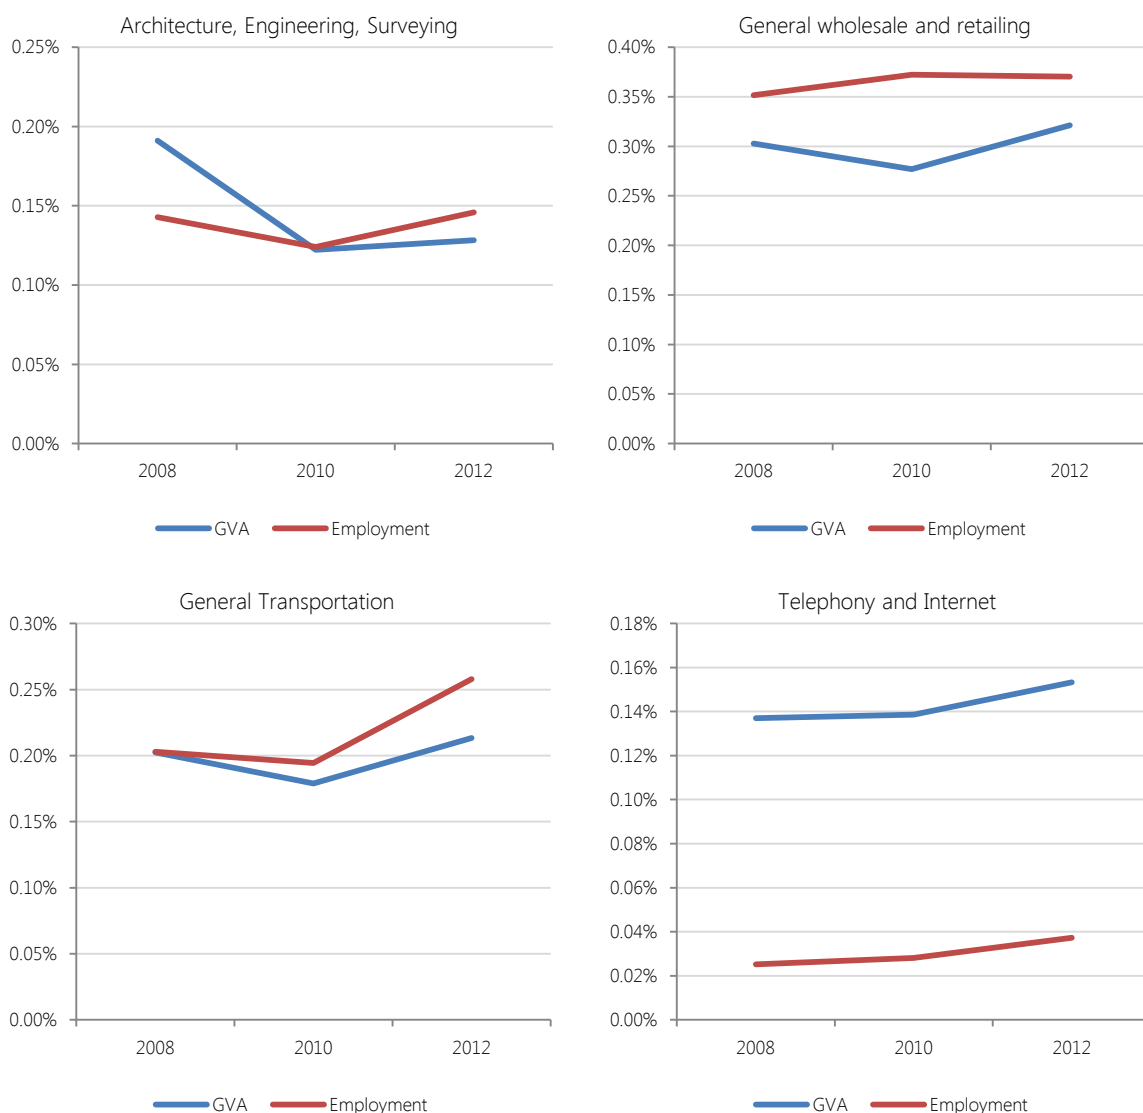 Architecture, Engineering, Surveying
0.25%
0.20%
0.15%
0.10%
0.05%
0.00%
2008 2010 2012
GVA Employment
General wholesale and retailing
0.40%
0.35%
0.30%
0.25%
0.20%
0.15%
0.10%
0.05%
0.00%
2008 2010 2012
GVA Employment
General Transportation
0.30%
0.25%
0.20%
0.15%
0.10%
0.05%
0.00%
2008 2010 2012
GVA Employment
Telephony and Internet
0.18%
0.16%
0.14%
0.12%
0.10%
0.08%
0.06%
0.04%
0.02%
0.00%
2008 2010 2012
GVA Employment